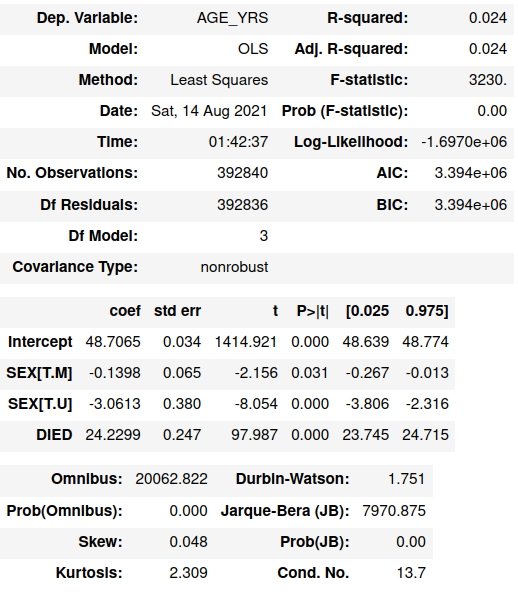 Dep. Variable: AGE_YRS R-squared: 0.024
Model: OLS Adj. R-squared: 0.024
Method: Least Squares F-statistic: 3230.
Date: Sat, 14 Aug 2021 Prob (F-statistic): 0.00
Time: 01:42:37 Log-Likelihood: -1.6970e+06
No. Observations: 392840 AIC: 3.394e+06
Df Residuals: 392836 BIC: 3.394e+06
Df Model: 3
Covariance Type: nonrobust
coef std err t P>|t| [0.025 0.975]
Intercept 48.7065 0.034 1414.921 0.000 48.639 48.774
SEX[T.M] -0.1398 0.065 -2.156 0.031 -0.267 -0.013
SEX[T.U] -3.0613 0.380 -8.054 0.000 -3.806 -2.316
DIED 24.2299 0.247 97.987 0.000 23.745 24.715
Omnibus: 20062.822 Durbin-Watson: 1.751
Prob(Omnibus): 0.000 Jarque-Bera (JB): 7970.875
Skew: 0.048 Prob(JB): 0.00
Kurtosis: 2.309 Cond. No. 13.7